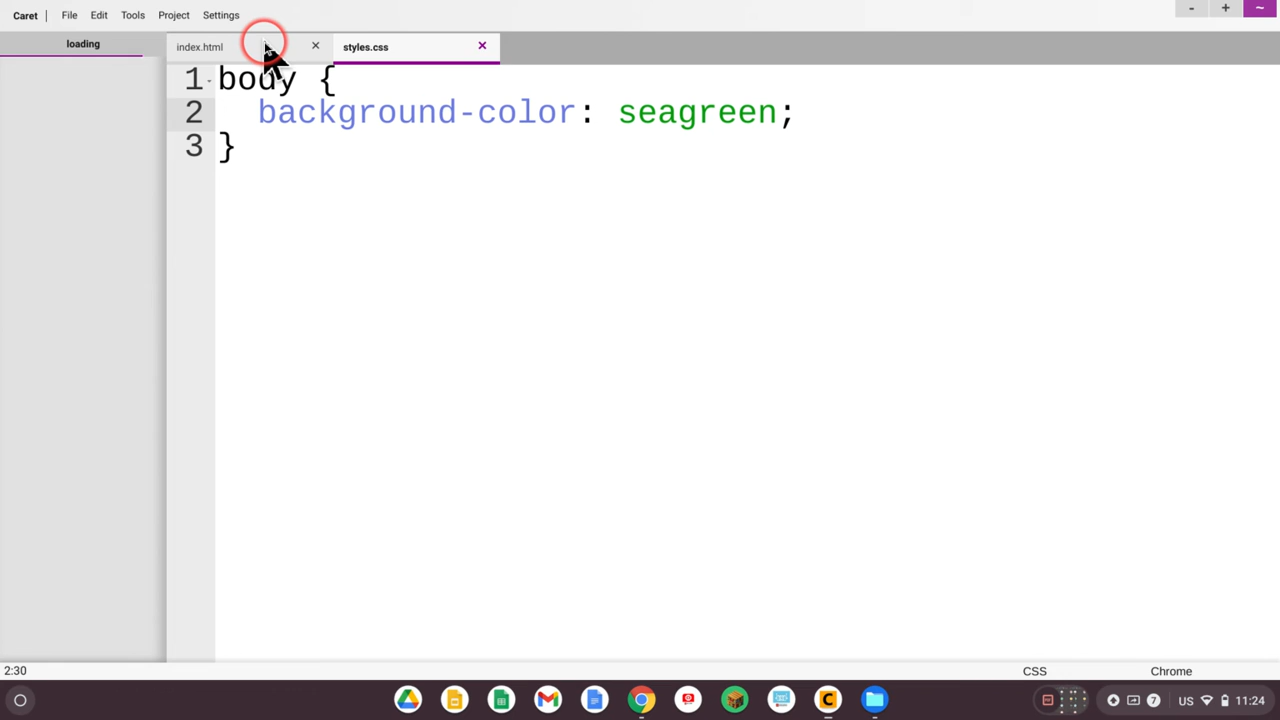 Caret | File Edit Tools Project Settings - + ~
loading index.html × styles.css ×
1 body {
2 background-color: seagreen;
3 }
2:30 CSS Chrome
7 US 11:24